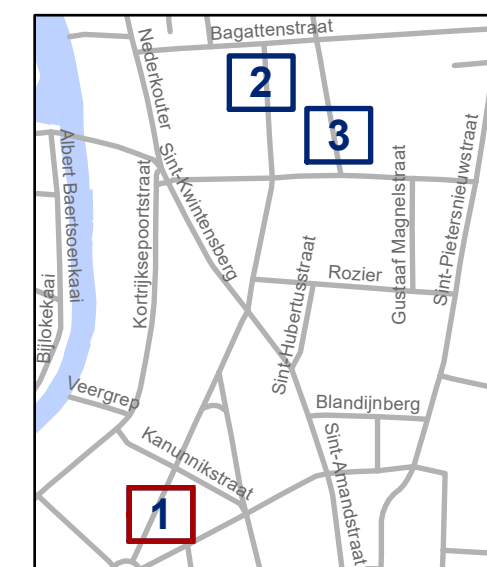 Bagattenstraat
Nederkouter
2
3
Albert Baertsoenkaai
Sint-Kwintensberg
Kortrijksepoortstraat
Gustaaf Magnelstraat
Sint-Pietersnieuwstraat
Sint-Hubertusstraat
Rozier
Bijlokekaai
Veergrep
Blandijnberg
Kanunnikstraat
Sint-Amandstraat
1